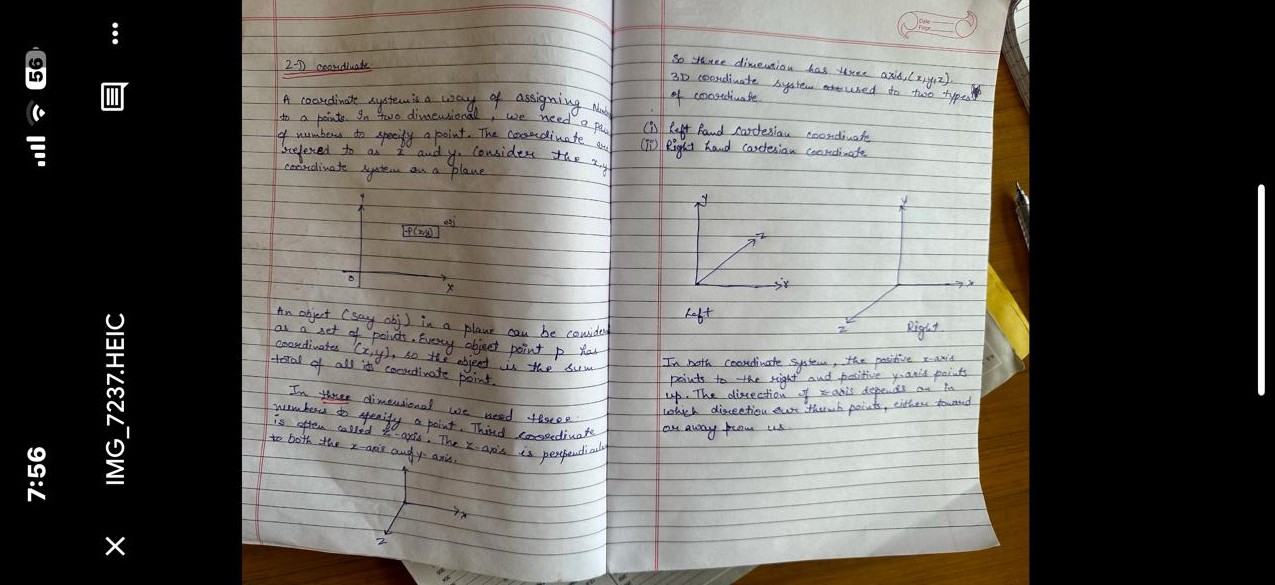 7:56
56
IMG_7237.HEIC
Date
Page
2-D coordinate
A coordinate system is a way of assigning
to a points. In two dimensional, we need a
of numbers to specify a point. The coordinate are
refered to as x and y. Consider the x,y
coordinate system on a plane
y
P(x,y)
obj
0
x
An object (say obj) in a plane can be consider
as a set of points. Every object point p has
coordinates (x,y), so the object is the sum
total of all its coordinate point.
In three dimensional we need three
numbers to specify a point. Third coordinate
is often called z-axis. The z-axis is perpendicular
to both the x-axis and y-axis.
x
z
So three dimension has three axis, (x,y,z).
3D coordinate system used to two types
of coordinate.
(i) Left hand cartesian coordinate
(ii) Right hand cartesian coordinate
y
z
x
Left
y
x
z
Right
In both coordinate system, the positive x-axis
points to the right and positive y-axis points
up. The direction of z-axis depends on in
which direction our thumb points, either toward
or away from us.